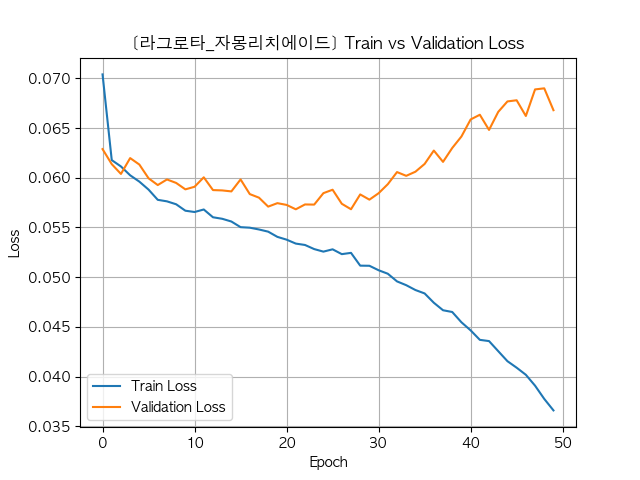 [라그로타_자몽리치에이드] Train vs Validation Loss
0.070
0.065
0.060
0.055
0.050
0.045
0.040
0.035
Loss
Train Loss
Validation Loss
0 10 20 30 40 50
Epoch